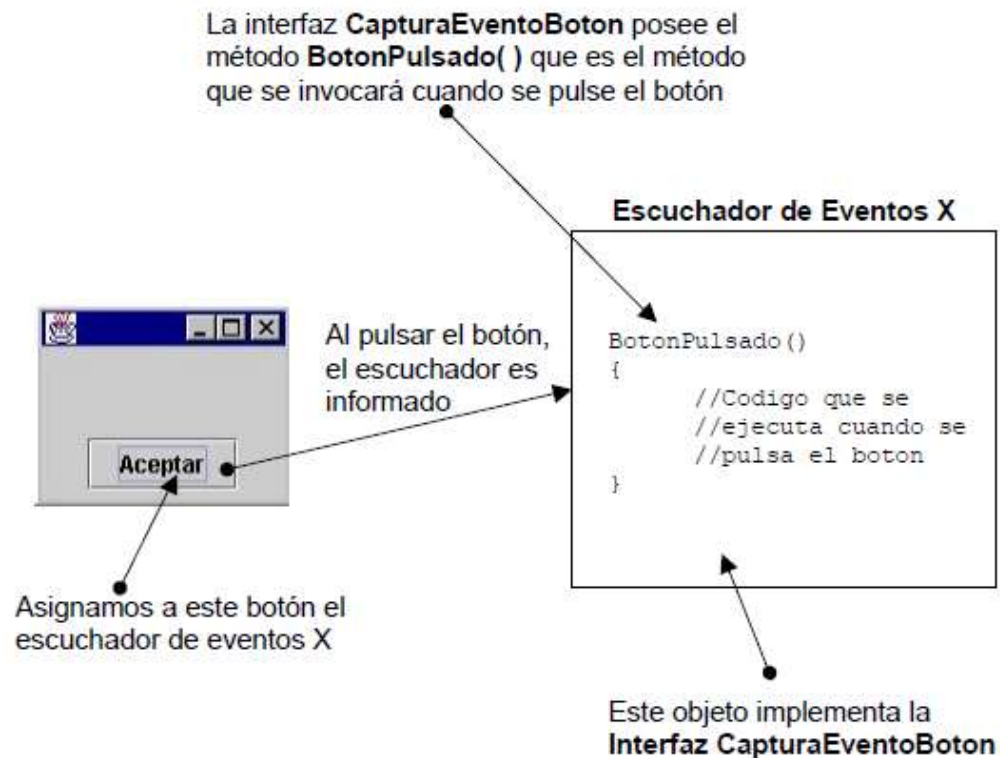 La interfaz CapturaEventoBoton posee el
método BotonPulsado( ) que es el método
que se invocará cuando se pulse el botón
Escuchador de Eventos X
Al pulsar el botón,
el escuchador es
informado
BotonPulsado()
{
//Codigo que se
//ejecuta cuando se
//pulsa el boton
}
Aceptar
Asignamos a este botón el
escuchador de eventos X
Este objeto implementa la
Interfaz CapturaEventoBoton